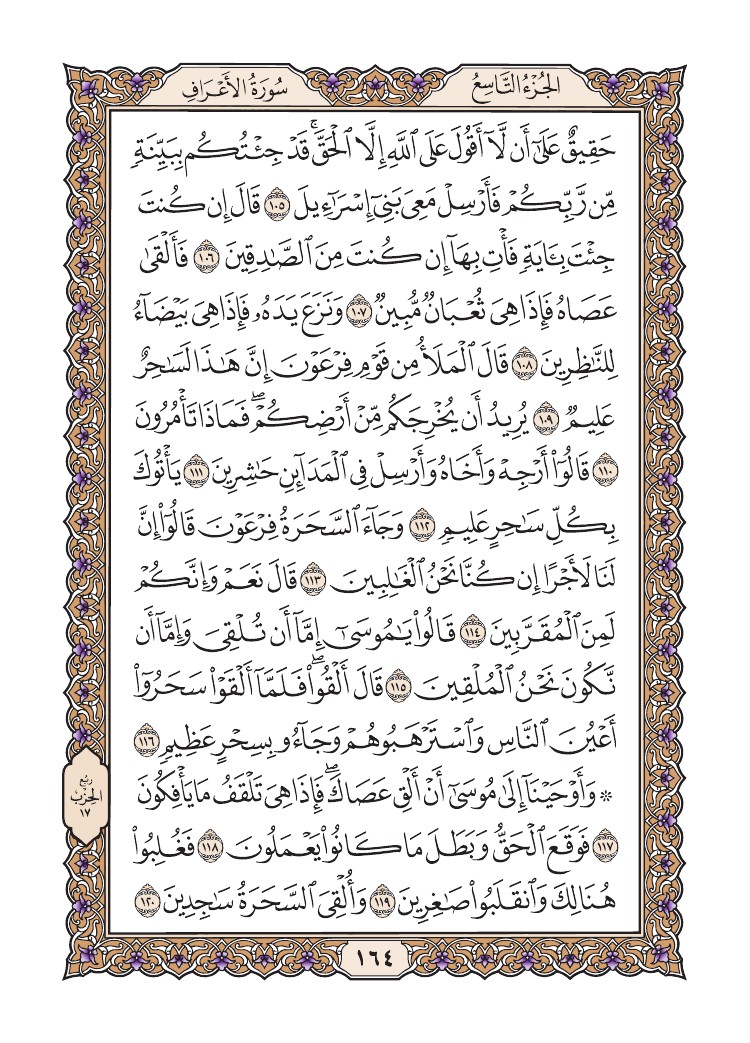 الجُزْءُ التَّاسِعُ
سُورَةُ الأَعْرَافِ
حَقِيقٌ عَلَىٰٓ أَن لَّآ أَقُولَ عَلَى ٱللَّهِ إِلَّا ٱلْحَقَّۚ قَدْ جِئْتُكُم بِبَيِّنَةٖ
مِّن رَّبِّكُمْ فَأَرْسِلْ مَعِيَ بَنِيٓ إِسْرَٰٓءِيلَ ١٠٥ قَالَ إِن كُنتَ
جِئْتَ بِـَٔايَةٖ فَأْتِ بِهَآ إِن كُنتَ مِنَ ٱلصَّٰدِقِينَ ١٠٦ فَأَلْقَىٰ
عَصَاهُ فَإِذَا هِيَ ثُعْبَانٞ مُّبِينٞ ١٠٧ وَنَزَعَ يَدَهُۥ فَإِذَا هِيَ بَيْضَآءُ
لِلنَّٰظِرِينَ ١٠٨ قَالَ ٱلْمَلَأُ مِن قَوْمِ فِرْعَوْنَ إِنَّ هَٰذَا لَسَٰحِرٌ
عَلِيمٞ ١٠٩ يُرِيدُ أَن يُخْرِجَكُم مِّنْ أَرْضِكُمْۖ فَمَاذَا تَأْمُرُونَ
١١٠ قَالُوٓاْ أَرْجِهْ وَأَخَاهُ وَأَرْسِلْ فِي ٱلْمَدَآئِنِ حَٰشِرِينَ ١١١ يَأْتُوكَ
بِكُلِّ سَٰحِرٍ عَلِيمٖ ١١٢ وَجَآءَ ٱلسَّحَرَةُ فِرْعَوْنَ قَالُوٓاْ إِنَّ
لَنَا لَأَجْرًا إِن كُنَّا نَحْنُ ٱلْغَٰلِبِينَ ١١٣ قَالَ نَعَمْ وَإِنَّكُمْ
لَمِنَ ٱلْمُقَرَّبِينَ ١١٤ قَالُواْ يَٰمُوسَىٰٓ إِمَّآ أَن تُلْقِيَ وَإِمَّآ أَن
نَّكُونَ نَحْنُ ٱلْمُلْقِينَ ١١٥ قَالَ أَلْقُواْۖ فَلَمَّآ أَلْقَوْاْ سَحَرُوٓاْ
أَعْيُنَ ٱلنَّاسِ وَٱسْتَرْهَبُوهُمْ وَجَآءُو بِسِحْرٍ عَظِيمٖ ١١٦
۞ وَأَوْحَيْنَآ إِلَىٰ مُوسَىٰٓ أَنْ أَلْقِ عَصَاكَۖ فَإِذَا هِيَ تَلْقَفُ مَا يَأْفِكُونَ
١١٧ فَوَقَعَ ٱلْحَقُّ وَبَطَلَ مَا كَانُواْ يَعْمَلُونَ ١١٨ فَغُلِبُواْ
هُنَالِكَ وَٱنقَلَبُواْ صَٰغِرِينَ ١١٩ وَأُلْقِيَ ٱلسَّحَرَةُ سَٰجِدِينَ ١٢٠
رُبُع
الحِزْب
١٧
١٦٤